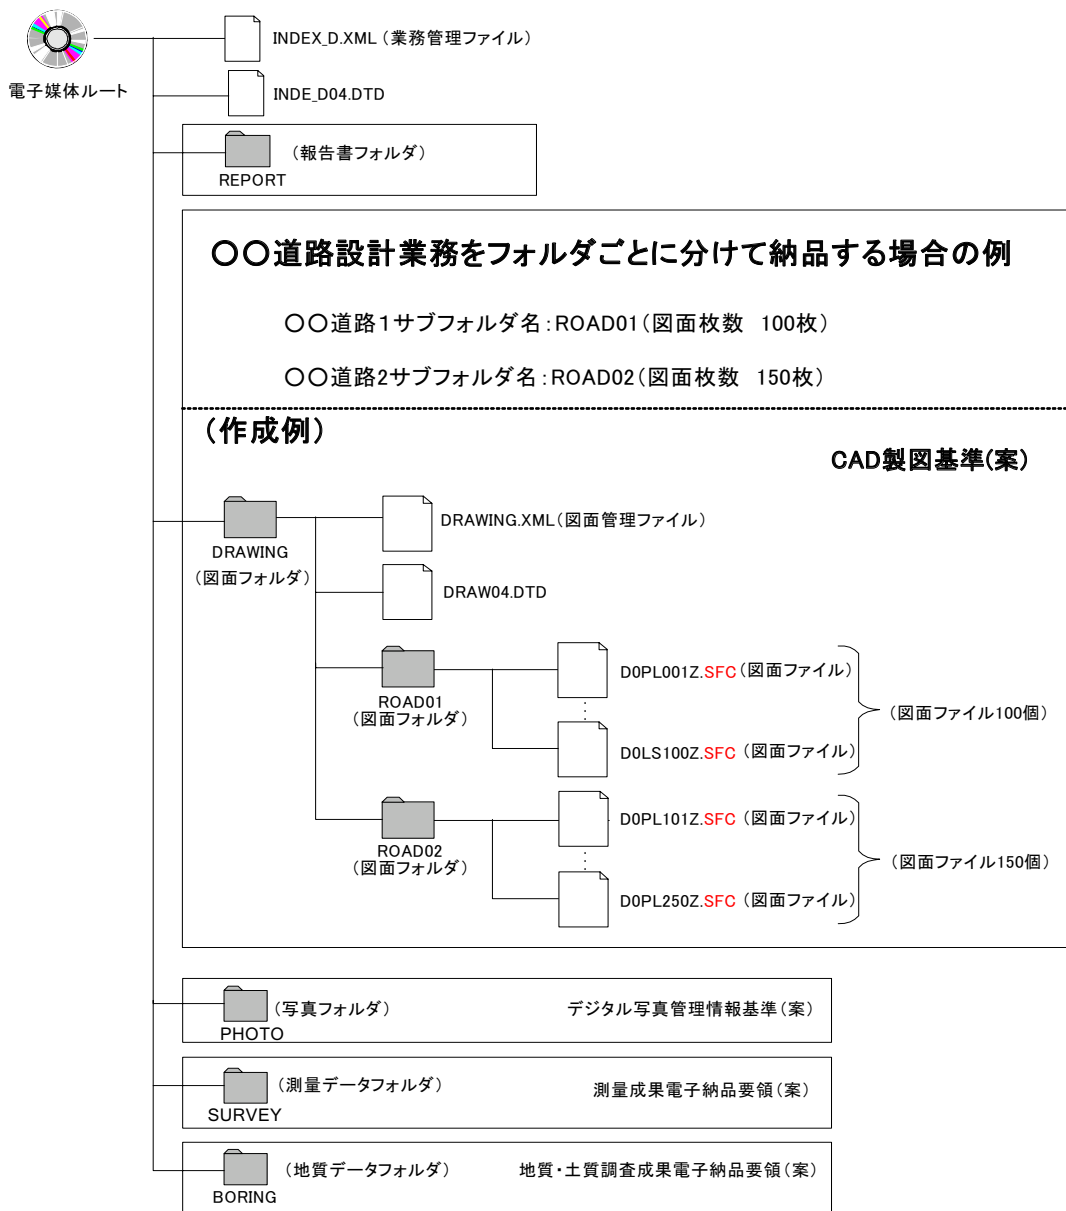 INDEX_D.XML（業務管理ファイル）
電子媒体ルート
INDE_D04.DTD
（報告書フォルダ）
REPORT
〇〇道路設計業務をフォルダごとに分けて納品する場合の例
〇〇道路１サブフォルダ名：ROAD01（図面枚数　100枚）
〇〇道路2サブフォルダ名：ROAD02（図面枚数　150枚）
（作成例）
CAD製図基準(案)
DRAWING.XML（図面管理ファイル）
DRAWING
（図面フォルダ）
DRAW04.DTD
D0PL001Z.SFC（図面ファイル）
ROAD01
（図面フォルダ）
（図面ファイル100個）
D0LS100Z.SFC（図面ファイル）
D0PL101Z.SFC（図面ファイル）
ROAD02
（図面フォルダ）
（図面ファイル150個）
D0PL250Z.SFC（図面ファイル）
（写真フォルダ）　デジタル写真管理情報基準（案）
PHOTO
（測量データフォルダ）　測量成果電子納品要領（案）
SURVEY
（地質データフォルダ）　地質・土質調査成果電子納品要領（案）
BORING